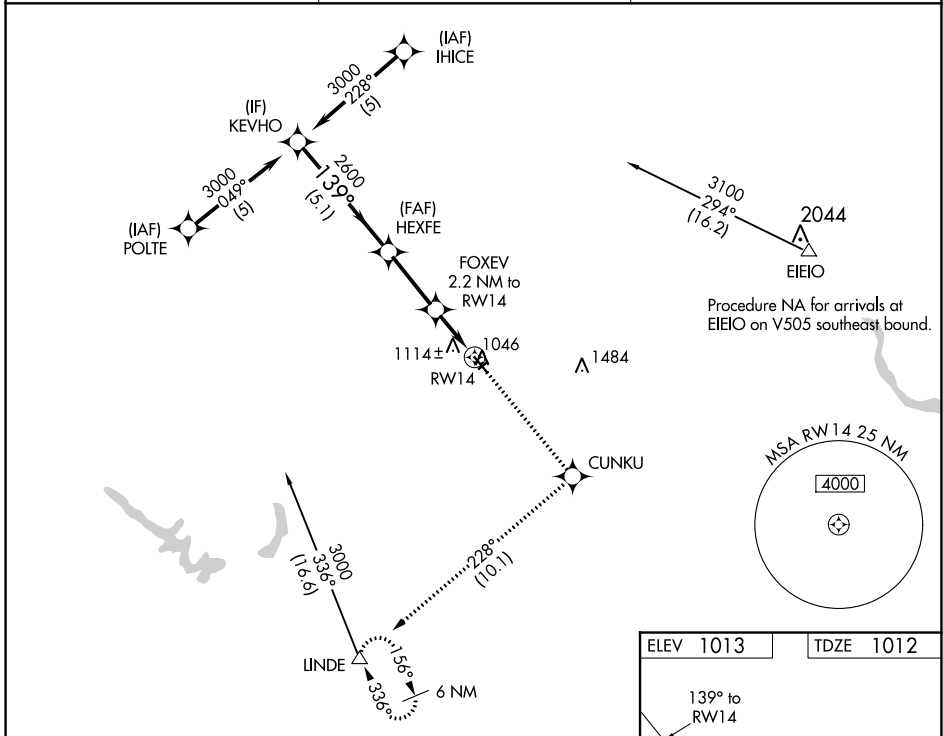 (IAF)
IHICE
3000
228°
(5)
(IF)
KEVHO
3000
049°
(5)
(IAF)
POLTE
2600
139°
(5.1)
(FAF)
HEXFE
FOXEV
2.2 NM to
RW14
3100
294°
(16.2)
2044
EIEIO
Procedure NA for arrivals at
EIEIO on V505 southeast bound.
1114±
1046
RW14
1484
CUNKU
MSA RW14 25 NM
4000
228°
(10.1)
3000
336°
(16.6)
LINDE
156°
336°
6 NM
ELEV 1013
TDZE 1012
139° to
RW14